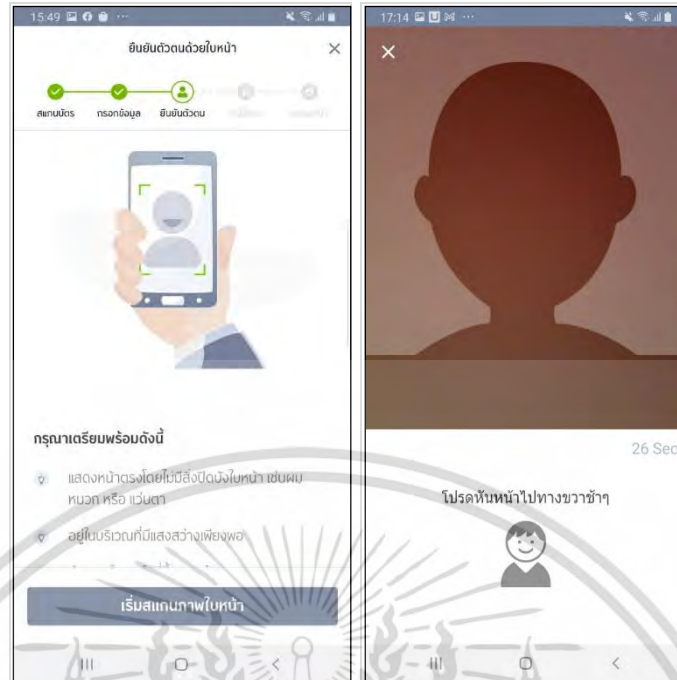 15:49
ยืนยันตัวตนด้วยใบหน้า
สแกนบัตร
กรอกข้อมูล
ยืนยันตัวตน
กรุณาเตรียมพร้อมดังนี้
แสดงหน้าตรงโดยไม่มีสิ่งปิดบังใบหน้า เช่นผม
หมวก หรือ แว่นตา
อยู่ในบริเวณที่มีแสงสว่างเพียงพอ
เริ่มสแกนภาพใบหน้า
17:14
26 Sec
โปรดหันหน้าไปทางขวาช้าๆ